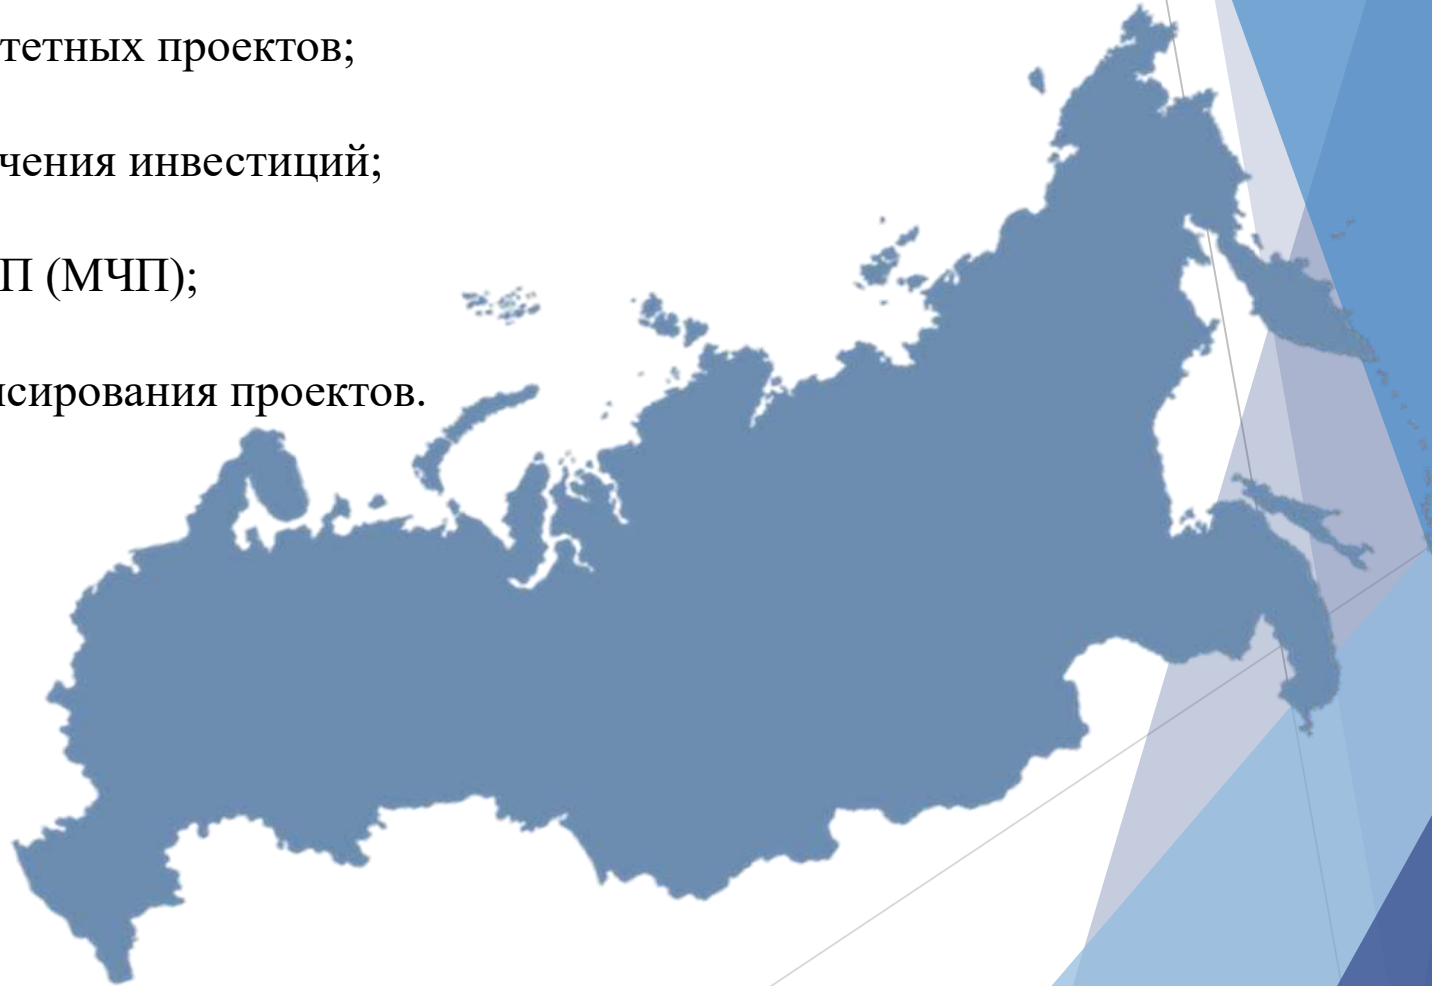 тетных проектов;
чения инвестиций;
П (МЧП);
сирования проектов.